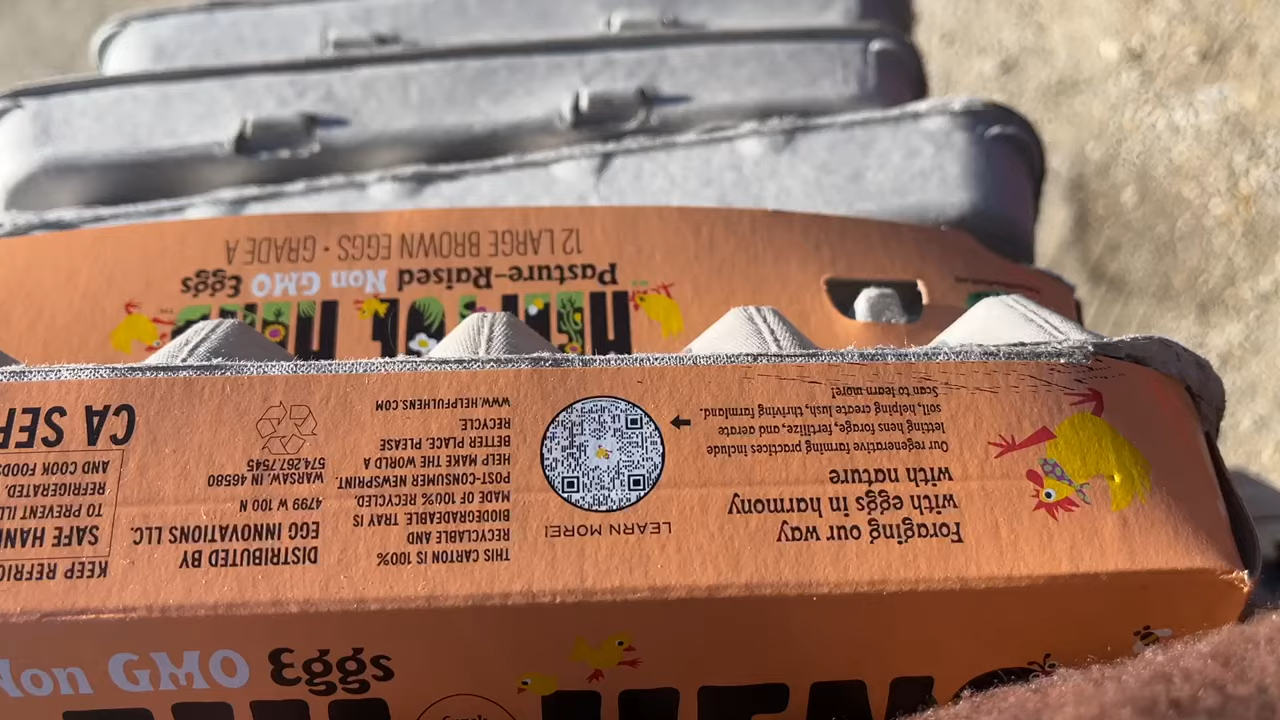 12 LARGE BROWN EGGS • GRADE A
Pasture-Raised Non GMO Eggs
Foraging our way
with eggs in harmony
with nature
Our regenerative farming practices include
letting hens forage, fertilize, and aerate
soil, helping create lush, thriving farmland.
Scan to learn more!
LEARN MORE!
THIS CARTON IS 100%
RECYCLABLE AND
BIODEGRADEABLE. TRAY IS
MADE OF 100% RECYCLED,
POST-CONSUMER NEWSPRINT.
HELP MAKE THE WORLD A
BETTER PLACE. PLEASE
RECYCLE
WWW.HELPFULHENS.COM
DISTRIBUTED BY
EGG INNOVATIONS LLC.
4799 W 100 N
WARSAW, IN 46580
574.267.7545
KEEP REFRIG
SAFE HAN
TO PREVENT ILL
REFRIGERATED,
AND COOK FOODS
CA SEF
Non GMO Eggs